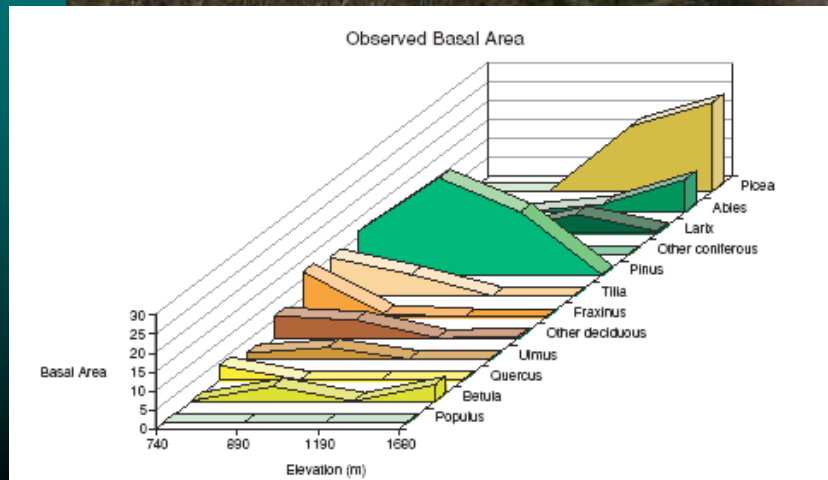 Observed Basal Area
Picea
Abies
Larix
Other coniferous
Pinus
Tilia
Fraxinus
Other deciduous
Ulmus
Quercus
Betula
Populus
30
25
20
15
10
5
0
Basal Area
740 890 1190 1660
Elevation (m)